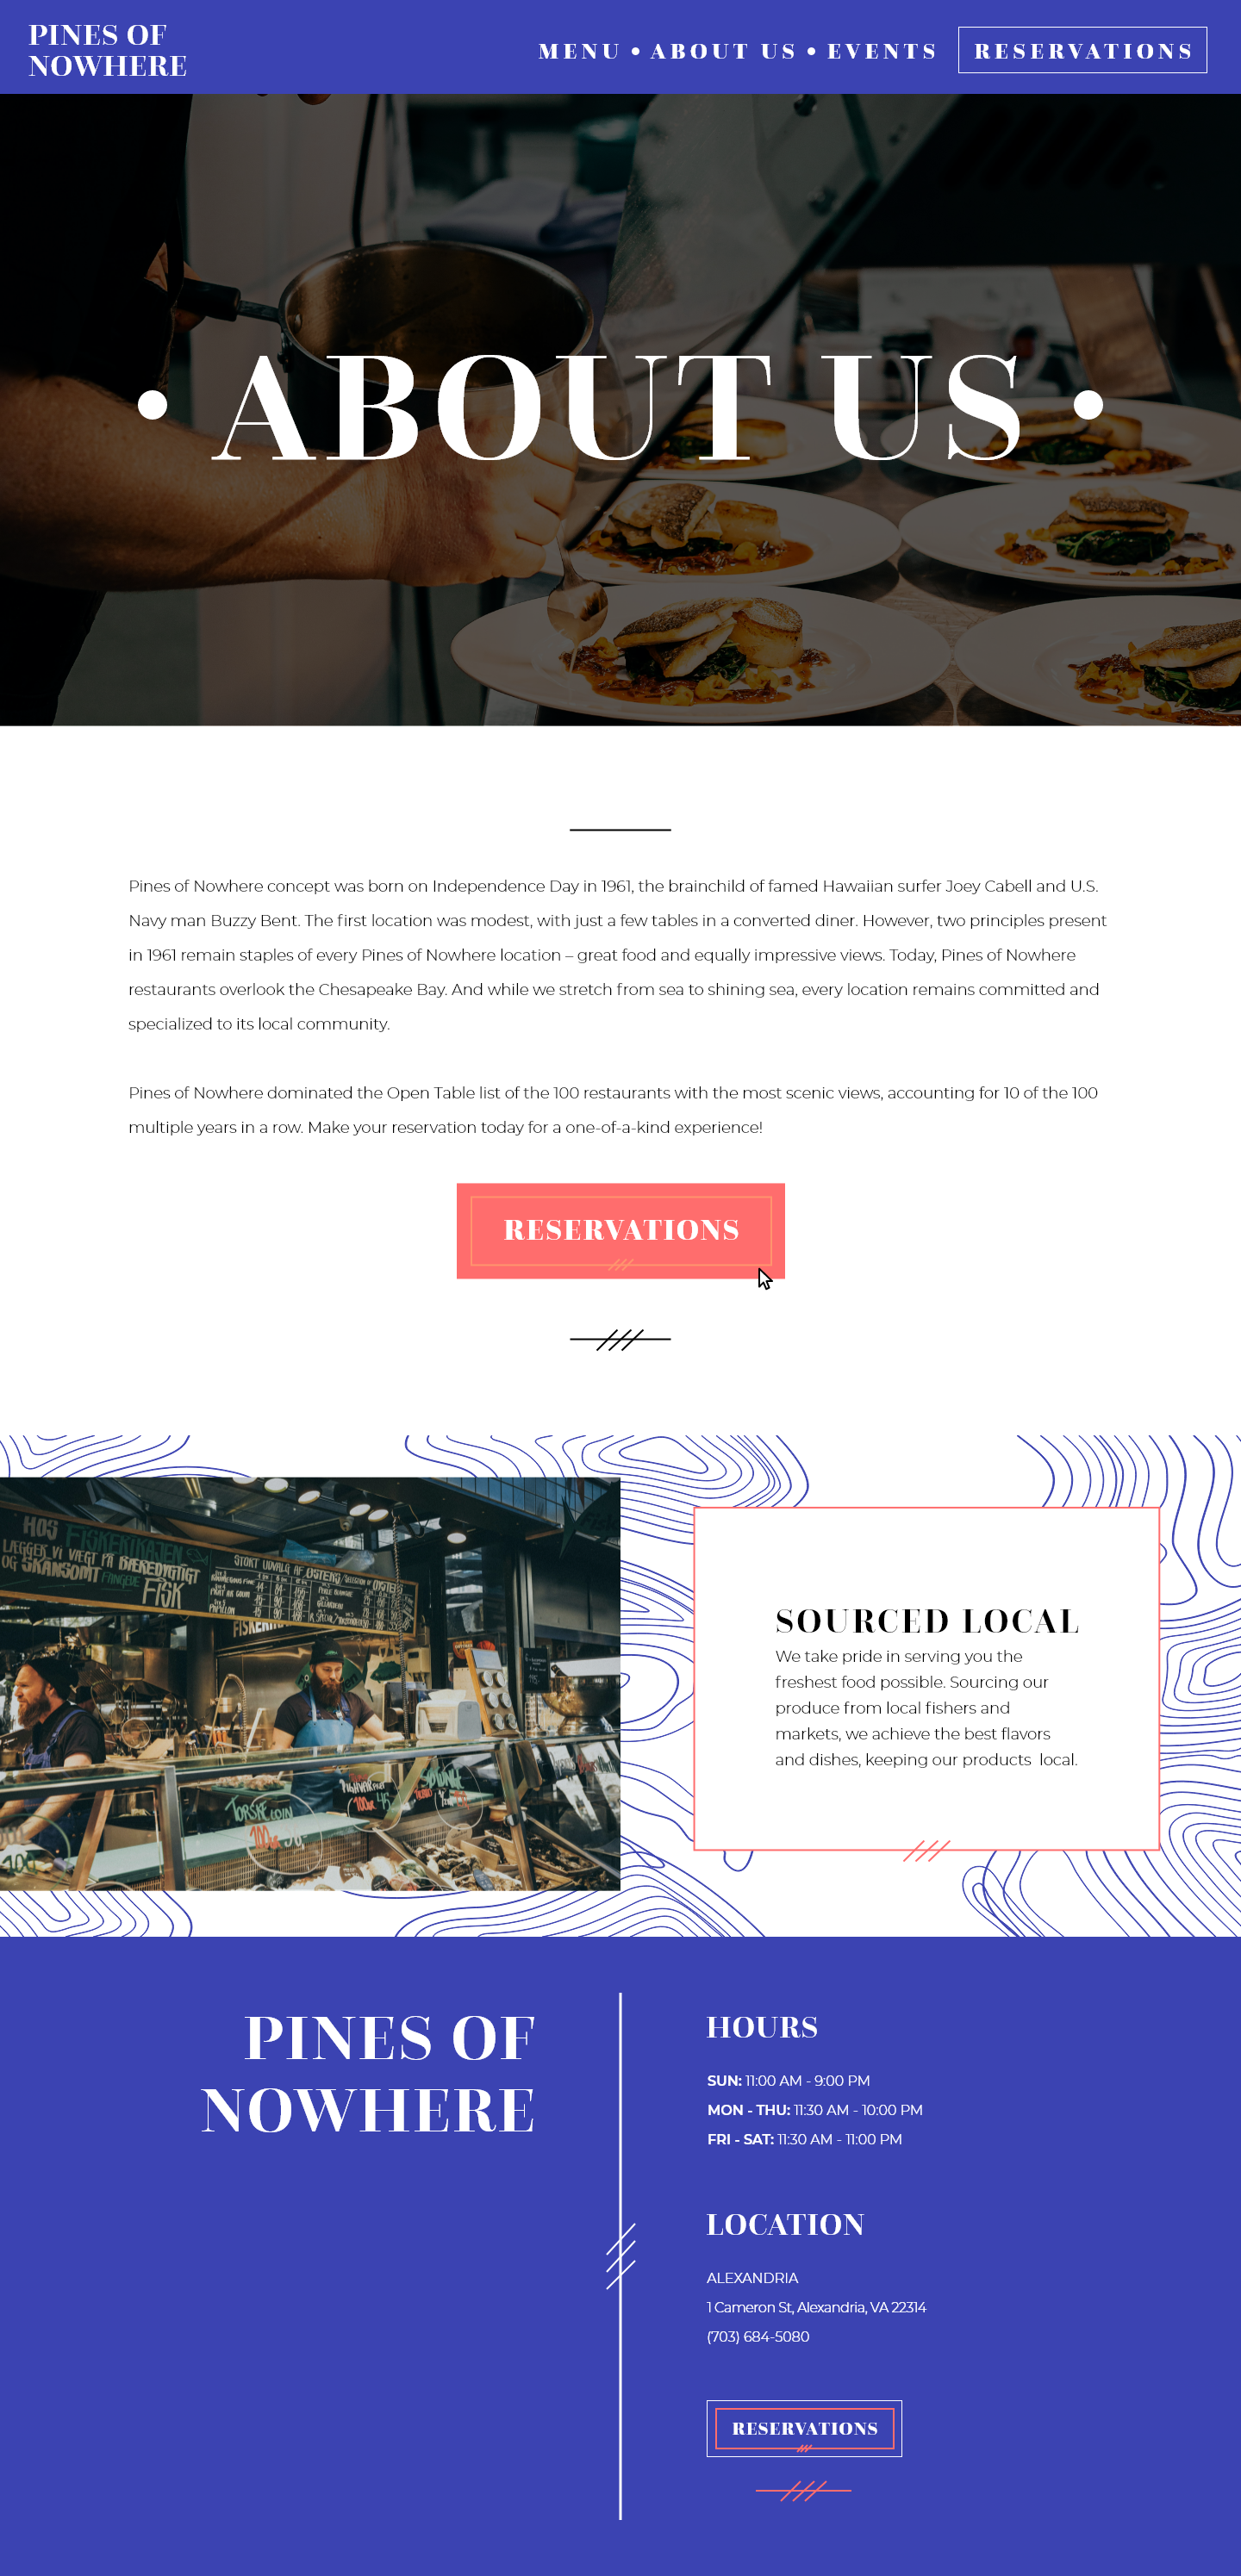 PINES OF
NOWHERE
MENU • ABOUT US • EVENTS
RESERVATIONS
• ABOUT US •
Pines of Nowhere concept was born on Independence Day in 1961, the brainchild of famed Hawaiian surfer Joey Cabell and U.S.
Navy man Buzzy Bent. The first location was modest, with just a few tables in a converted diner. However, two principles present
in 1961 remain staples of every Pines of Nowhere location – great food and equally impressive views. Today, Pines of Nowhere
restaurants overlook the Chesapeake Bay. And while we stretch from sea to shining sea, every location remains committed and
specialized to its local community.
Pines of Nowhere dominated the Open Table list of the 100 restaurants with the most scenic views, accounting for 10 of the 100
multiple years in a row. Make your reservation today for a one-of-a-kind experience!
RESERVATIONS
HOS FISKERIKAJEN
LÆGGER VI VÆGT PÅ BÆREDYGTIGT
OG SKÅNSOMT FANGEDE FISK
STORT UDVALG AF ØSTERS
TORSKELOIN
SOURCED LOCAL
We take pride in serving you the
freshest food possible. Sourcing our
produce from local fishers and
markets, we achieve the best flavors
and dishes, keeping our products  local.
PINES OF
NOWHERE
HOURS
SUN: 11:00 AM - 9:00 PM
MON - THU: 11:30 AM - 10:00 PM
FRI - SAT: 11:30 AM - 11:00 PM
LOCATION
ALEXANDRIA
1 Cameron St, Alexandria, VA 22314
(703) 684-5080
RESERVATIONS